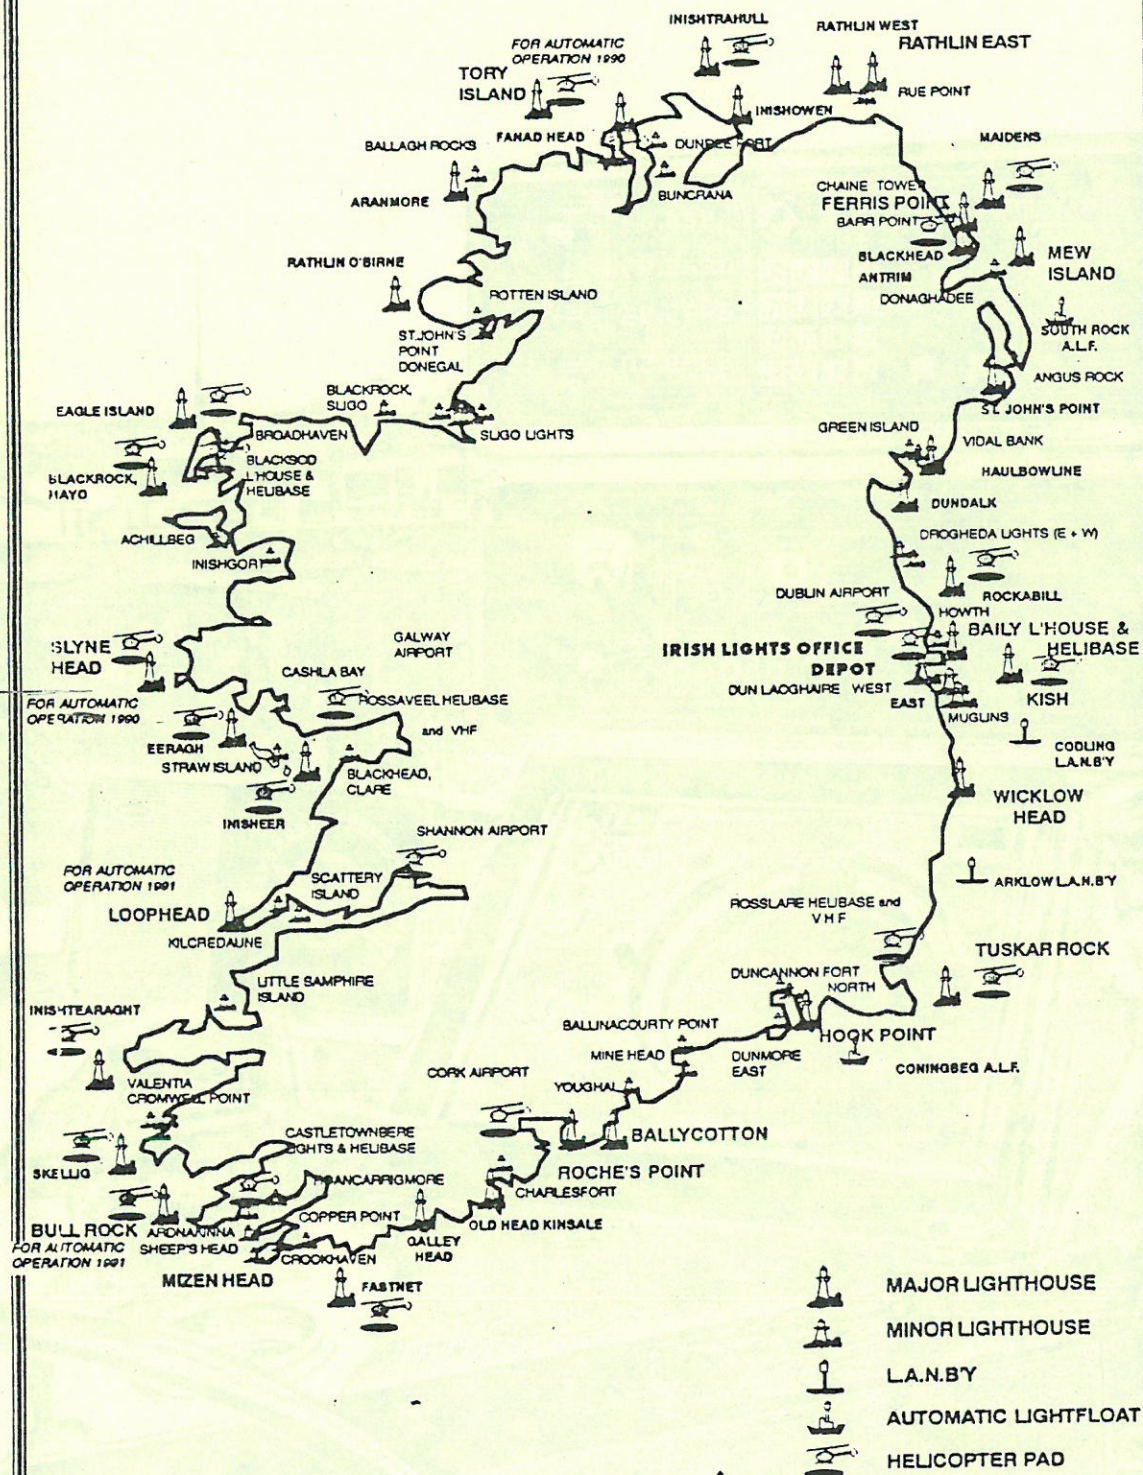 INISHTRAHULL
RATHLIN WEST
RATHLIN EAST
FOR AUTOMATIC
OPERATION 1990
TORY
ISLAND
RUE POINT
INISHOWEN
FANAD HEAD
DUNREE FORT
MAIDENS
BALLAGH ROCKS
BUNCRANA
ARANMORE
CHAINE TOWER
FERRIS POINT
BARR POINT
BLACKHEAD
ANTRIM
MEW
ISLAND
RATHLIN O'BIRNE
ROTTEN ISLAND
DONAGHADEE
SOUTH ROCK
A.L.F.
ST.JOHN'S
POINT
DONEGAL
ANGUS ROCK
BLACKROCK,
SLIGO
ST. JOHN'S POINT
EAGLE ISLAND
BROADHAVEN
SLIGO LIGHTS
GREEN ISLAND
VIDAL BANK
BLACKSOD
L'HOUSE &
HELIBASE
BLACKROCK,
MAYO
HAULBOWLINE
DUNDALK
ACHILLBEG
INISHGORT
DROGHEDA LIGHTS (E + W)
DUBLIN AIRPORT
ROCKABILL
HOWTH
SLYNE
HEAD
GALWAY
AIRPORT
BAILY L'HOUSE &
HELIBASE
IRISH LIGHTS OFFICE
DEPOT
CASHLA BAY
DUN LAOGHAIRE WEST
EAST
KISH
FOR AUTOMATIC
OPERATION 1990
ROSSAVEEL HELIBASE
and VHF
MUGLINS
EERAGH
STRAW ISLAND
CODLING
L.A.N.B'Y
BLACKHEAD,
CLARE
INISHEER
WICKLOW
HEAD
SHANNON AIRPORT
FOR AUTOMATIC
OPERATION 1991
SCATTERY
ISLAND
ARKLOW L.A.N.B'Y
LOOPHEAD
ROSSLARE HELIBASE and
V H F
KILCREDAUNE
TUSKAR ROCK
LITTLE SAMPHIRE
ISLAND
DUNCANNON FORT
NORTH
INISHTEARAGHT
BALLINACOURTY POINT
HOOK POINT
MINE HEAD
DUNMORE
EAST
CONINGBEG A.L.F.
CORK AIRPORT
VALENTIA
CROMWELL POINT
YOUGHAL
CASTLETOWNBERE
LIGHTS & HELIBASE
BALLYCOTTON
SKELLIG
ROCHE'S POINT
ROANCARRIGMORE
CHARLESFORT
BULL ROCK
ARDNAKINNA
COPPER POINT
OLD HEAD KINSALE
FOR AUTOMATIC
OPERATION 1991
SHEEP'S HEAD
GALLEY
HEAD
CROOKHAVEN
MIZEN HEAD
FASTNET
MAJOR LIGHTHOUSE
MINOR LIGHTHOUSE
L.A.N.B'Y
AUTOMATIC LIGHTFLOAT
HELICOPTER PAD